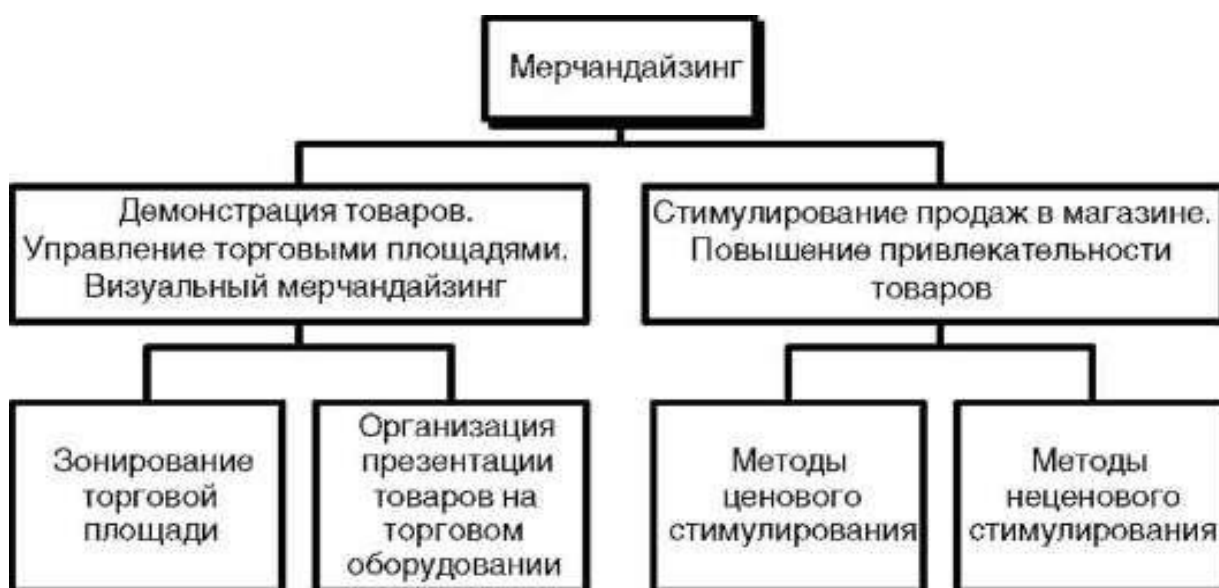 Мерчандайзинг
Демонстрация товаров.
Управление торговыми площадями.
Визуальный мерчандайзинг
Стимулирование продаж в магазине.
Повышение привлекательности
товаров
Зонирование
торговой
площади
Организация
презентации
товаров на
торговом
оборудовании
Методы
ценового
стимулирования
Методы
неценового
стимулирования